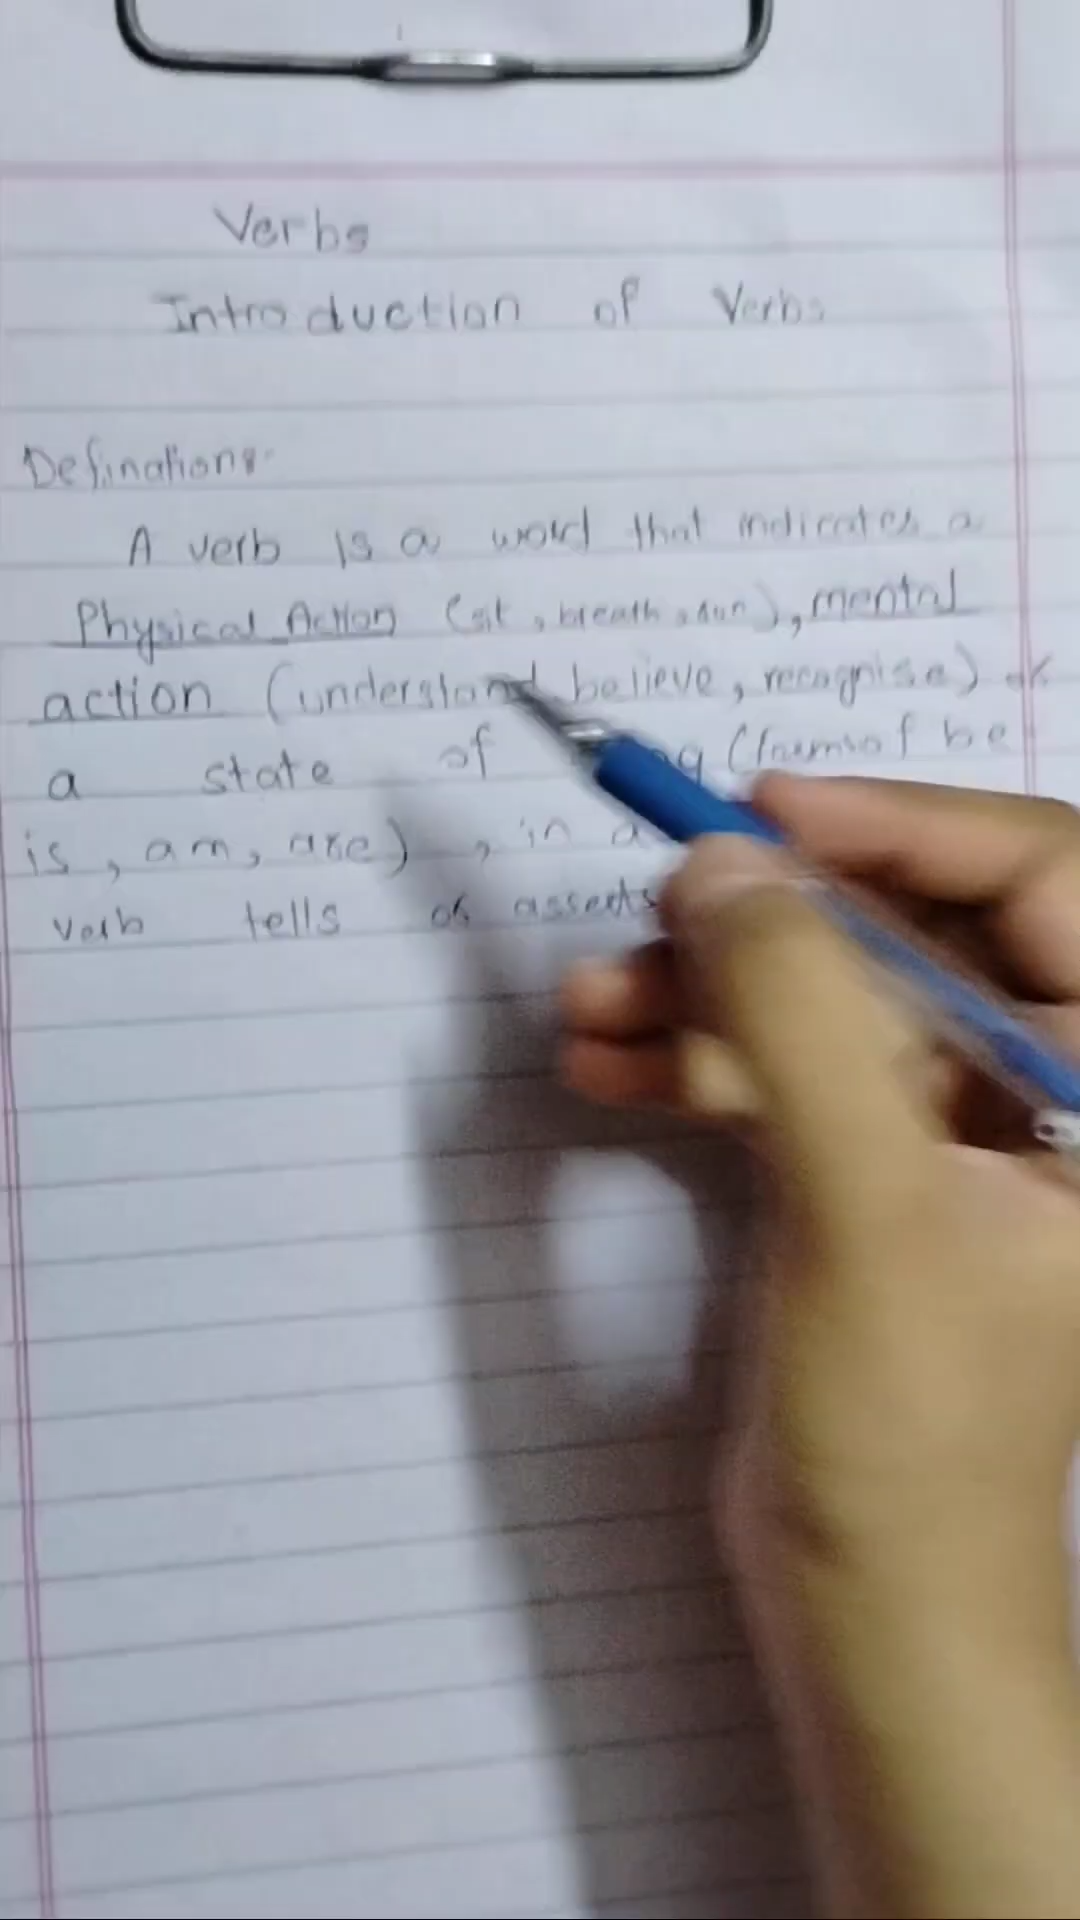 Verbs
Introduction of Verbs
Definations:
A verb is a word that indicates a
Physical Action (sit, breath, run), mental
action (understand believe, recognise) or
a state of (forms of be
is, am, are), in a
verb tells or asserts